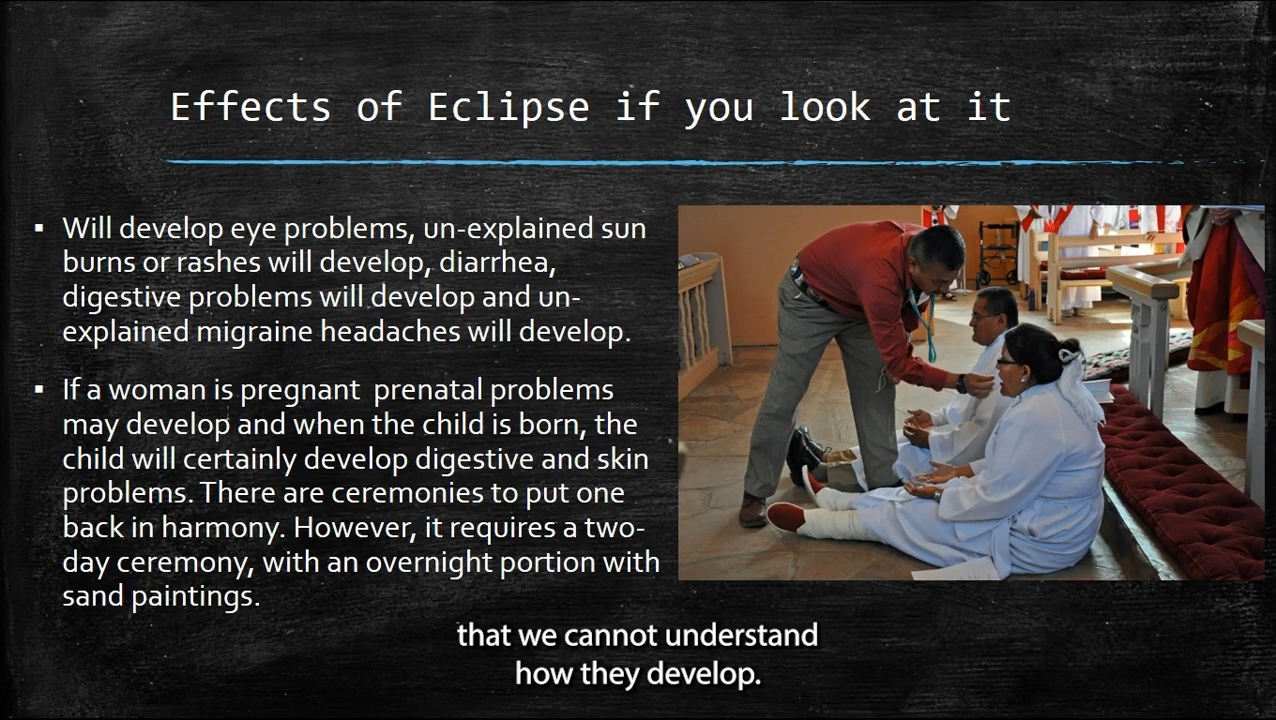 Effects of Eclipse if you look at it
▪ Will develop eye problems, un-explained sun
burns or rashes will develop, diarrhea,
digestive problems will develop and un-
explained migraine headaches will develop.
▪ If a woman is pregnant  prenatal problems
may develop and when the child is born, the
child will certainly develop digestive and skin
problems. There are ceremonies to put one
back in harmony. However, it requires a two-
day ceremony, with an overnight portion with
sand paintings.
that we cannot understand
how they develop.